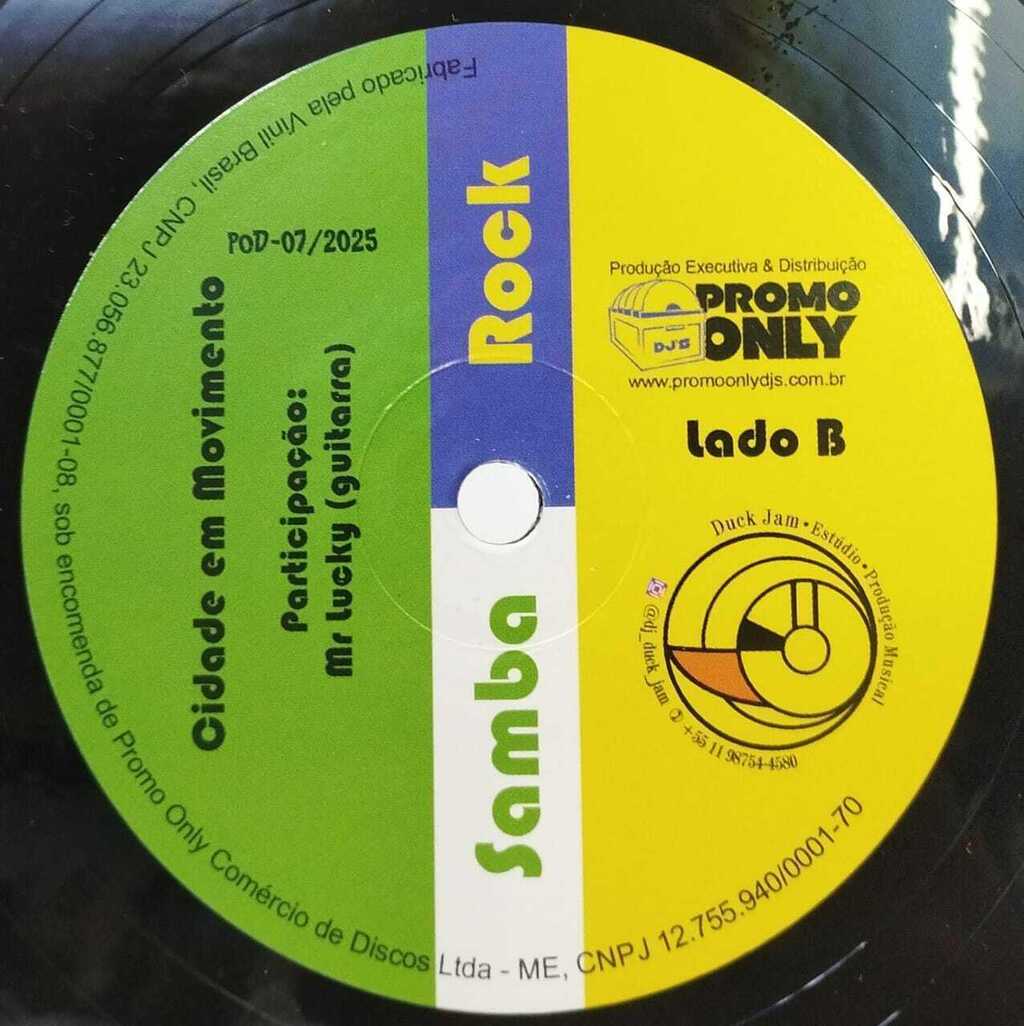 Fabricado pela Vinil Brasil, CNPJ 23.056.877/0001-08, sob encomenda de Promo Only Comércio de Discos Ltda - ME, CNPJ 12.755.940/0001-70
POD-07/2025
Cidade em Movimento
Participação:
Mr Lucky (guitarra)
Samba Rock
Produção Executiva & Distribuição
PROMO
ONLY
DJ'S
www.promoonlydjs.com.br
Lado B
Duck Jam • Estúdio • Produção Musical
@dj_duck_jam +55 11 98754-4580